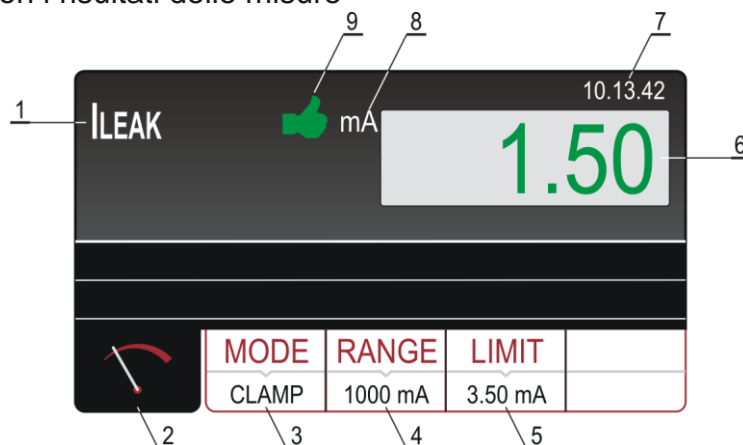 on i risultati delle misure
9 8 7
10.13.42
1 ILEAK mA
1.50 6
MODE RANGE LIMIT
CLAMP 1000 mA 3.50 mA
2 3 4 5